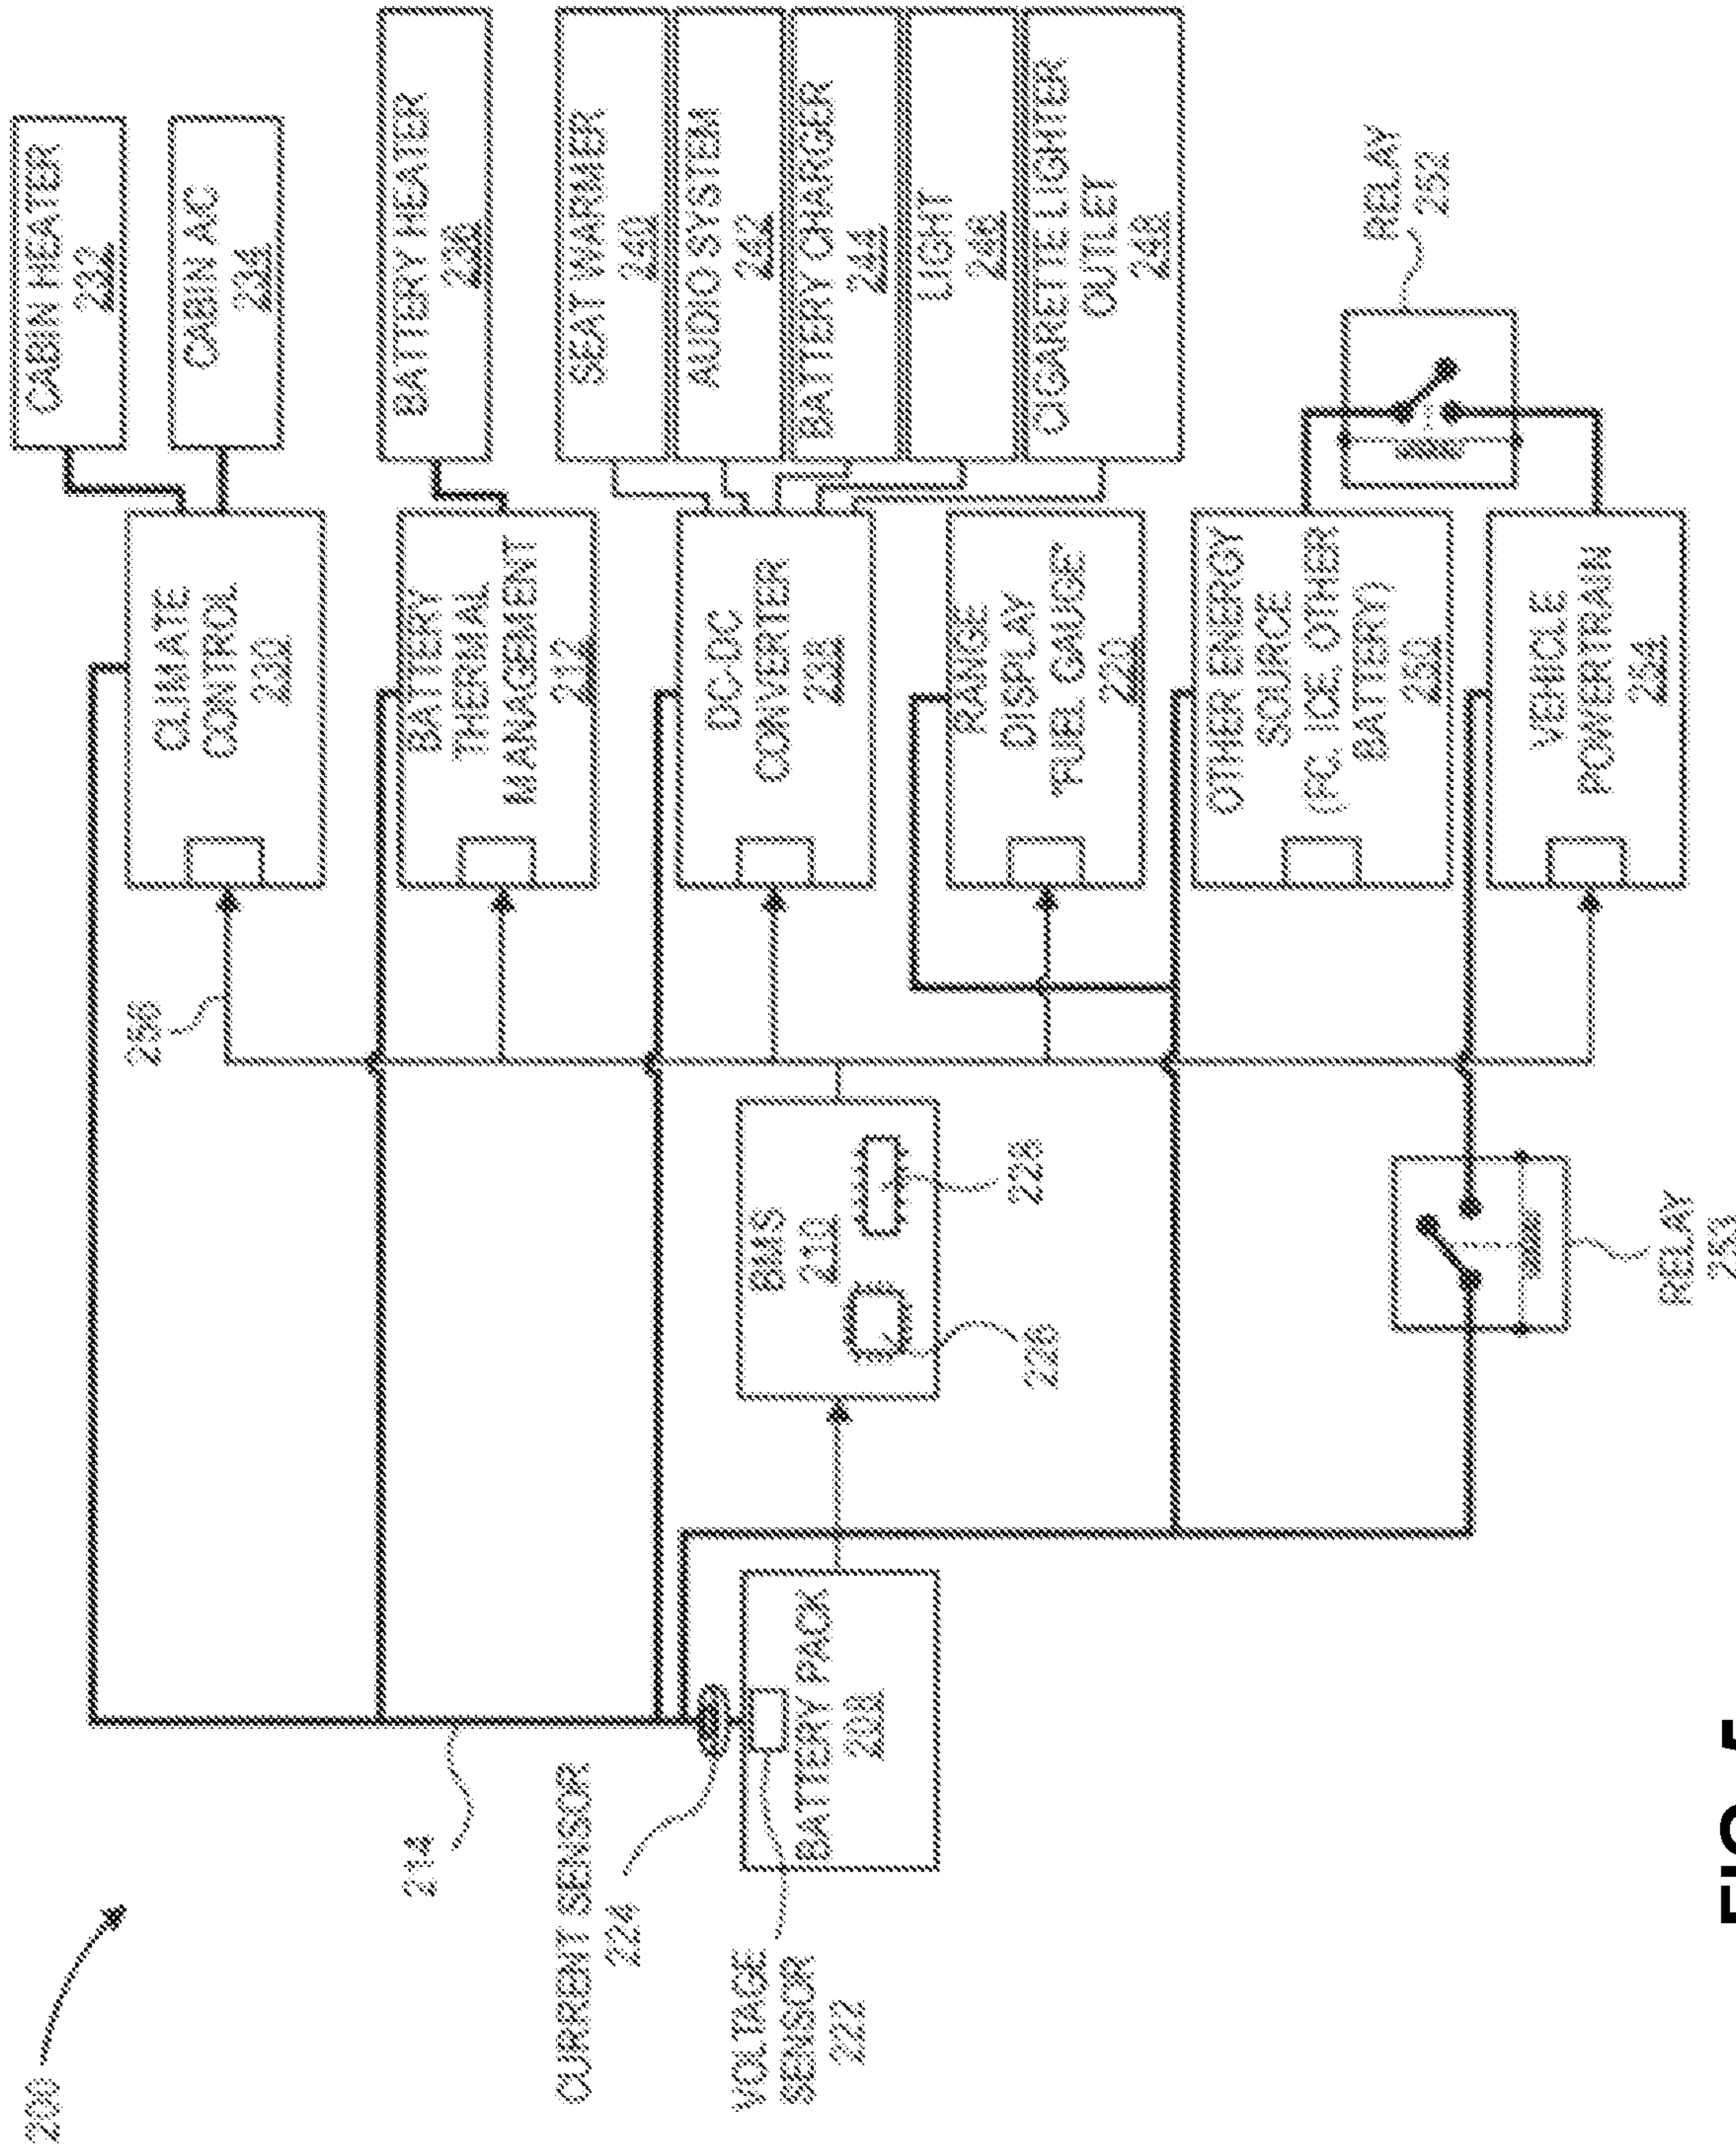 200
214
CURRENT SENSOR
224
VOLTAGE
SENSOR
222
BATTERY PACK
208
BMS
210
226
228
256
CLIMATE
CONTROL
230
BATTERY
THERMAL
MANAGEMENT
212
DC-DC
CONVERTER
238
RANGE
DISPLAY
'FUEL GAUGE'
220
OTHER ENERGY
SOURCE
(FC, ICE, OTHER
BATTERY)
250
VEHICLE
POWERTRAIN
254
CABIN HEATER
232
CABIN A/C
234
BATTERY HEATER
SEAT WARMER
240
AUDIO SYSTEM
242
BATTERY CHARGER
244
LIGHT
246
CIGARETTE LIGHTER
OUTLET
248
RELAY
252
RELAY